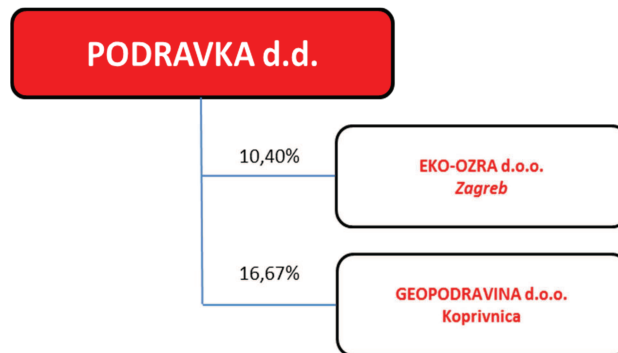 PODRAVKA d.d.
10,40%
EKO-OZRA d.o.o.
Zagreb
16,67%
GEOPODRAVINA d.o.o.
Koprivnica